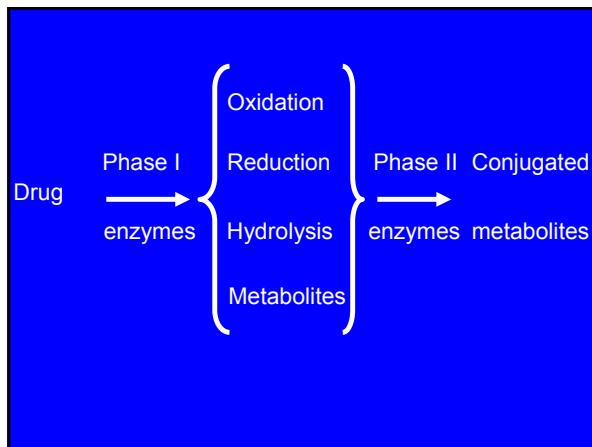 Oxidation
Phase I Reduction Phase II Conjugated
Drug
enzymes Hydrolysis enzymes metabolites
Metabolites